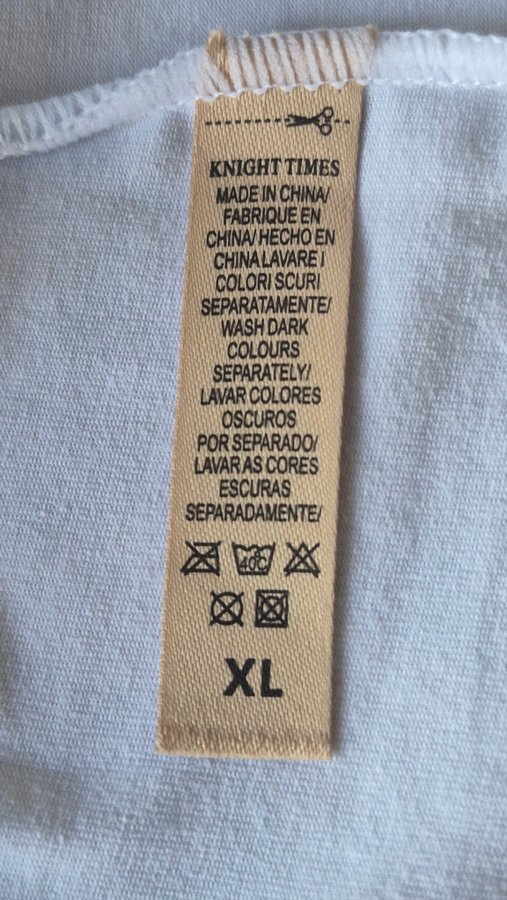 KNIGHT TIMES
MADE IN CHINA/
FABRIQUE EN
CHINA/ HECHO EN
CHINA LAVARE I
COLORI SCURI
SEPARATAMENTE/
WASH DARK
COLOURS
SEPARATELY/
LAVAR COLORES
OSCUROS
POR SEPARADO/
LAVAR AS CORES
ESCURAS
SEPARADAMENTE/
40C
XL